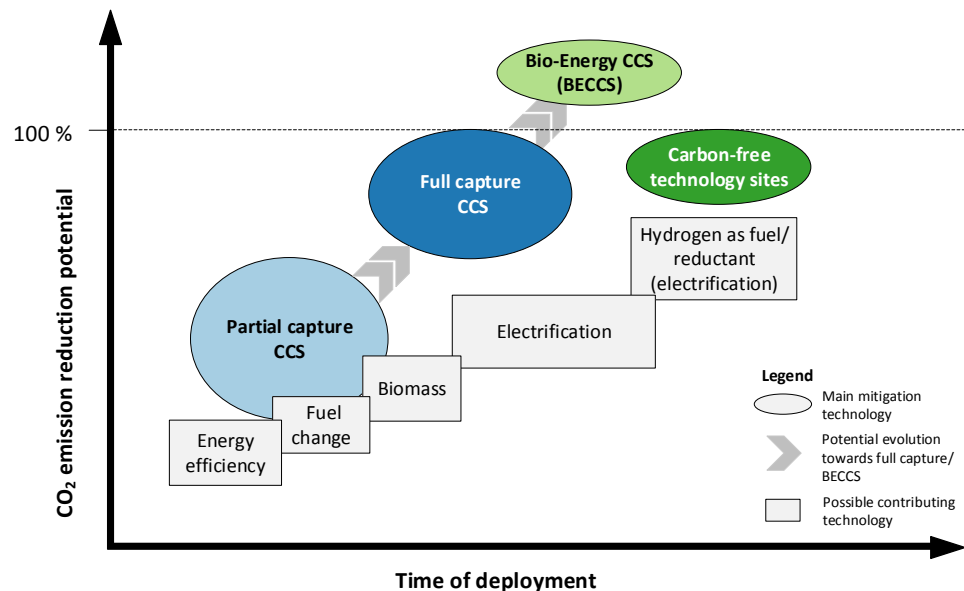 CO₂ emission reduction potential
100 %
Bio-Energy CCS
(BECCS)
Full capture
CCS
Carbon-free
technology sites
Hydrogen as fuel/
reductant
(electrification)
Partial capture
CCS
Electrification
Biomass
Fuel
change
Energy
efficiency
Legend
Main mitigation
technology
Potential evolution
towards full capture/
BECCS
Possible contributing
technology
Time of deployment